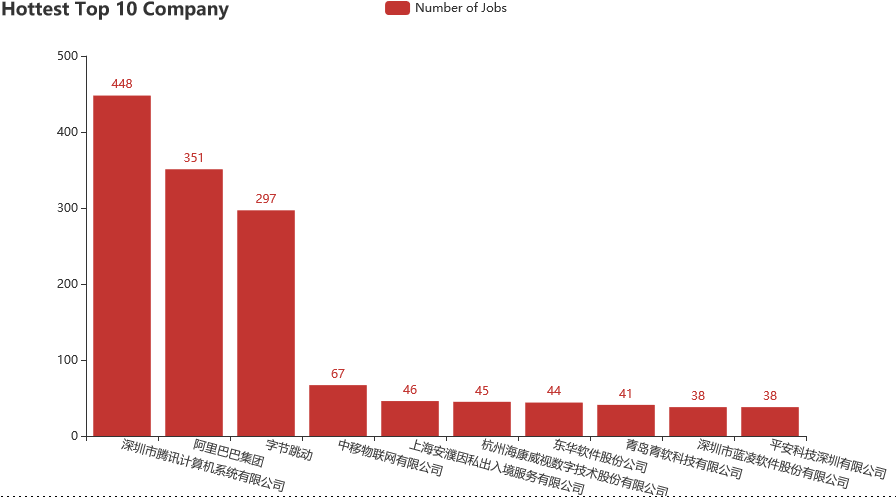 Hottest Top 10 Company
Number of Jobs
500
400
300
200
100
0
448
351
297
67
46
45
44
41
38
38
深圳市腾讯计算机系统有限公司
阿里巴巴集团
字节跳动
中移物联网有限公司
上海安濮因私出入境服务有限公司
杭州海康威视数字技术股份有限公司
东华软件股份公司
青岛青软科技有限公司
深圳市蓝凌软件股份有限公司
平安科技深圳有限公司